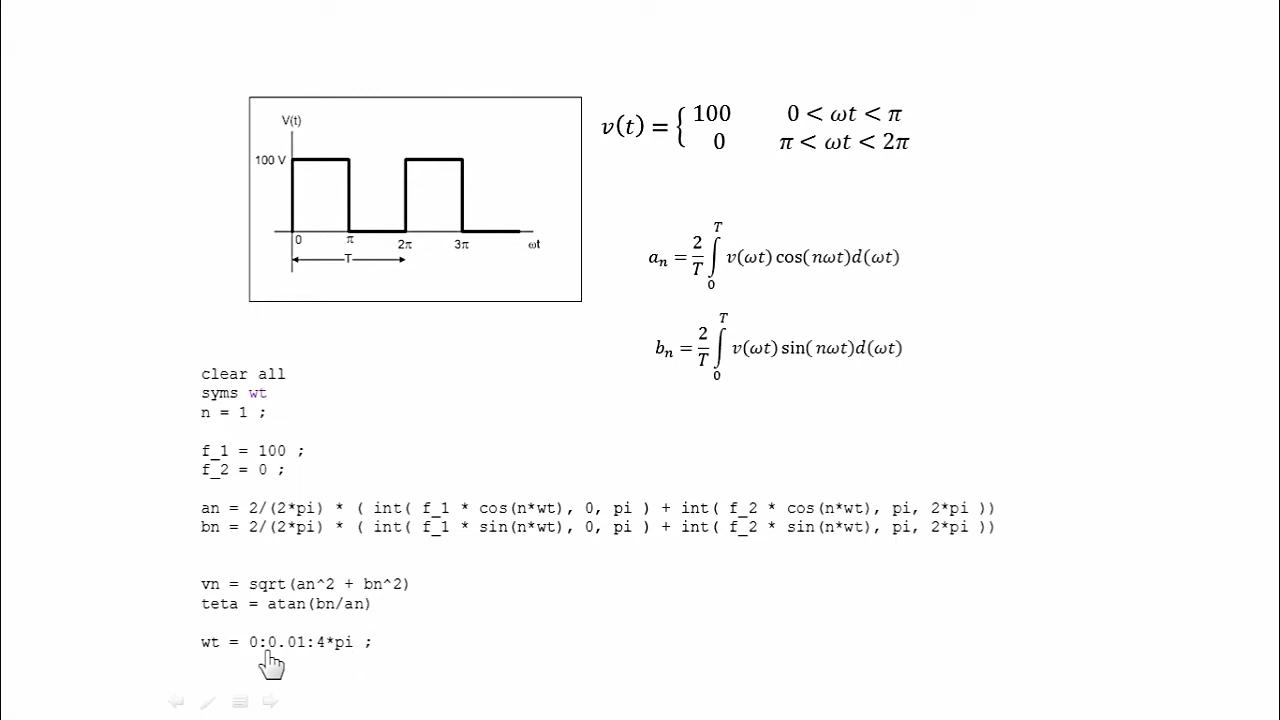 V(t)
100 V
0 π 2π 3π ωt
T
v(t) = { 100 0 < ωt < π
0 π < ωt < 2π
a_n = 2/T ∫_0^T v(ωt) cos(nωt)d(ωt)
b_n = 2/T ∫_0^T v(ωt) sin(nωt)d(ωt)
clear all
syms wt
n = 1 ;
f_1 = 100 ;
f_2 = 0 ;
an = 2/(2*pi) * ( int( f_1 * cos(n*wt), 0, pi ) + int( f_2 * cos(n*wt), pi, 2*pi ))
bn = 2/(2*pi) * ( int( f_1 * sin(n*wt), 0, pi ) + int( f_2 * sin(n*wt), pi, 2*pi ))
vn = sqrt(an^2 + bn^2)
teta = atan(bn/an)
wt = 0:0.01:4*pi ;